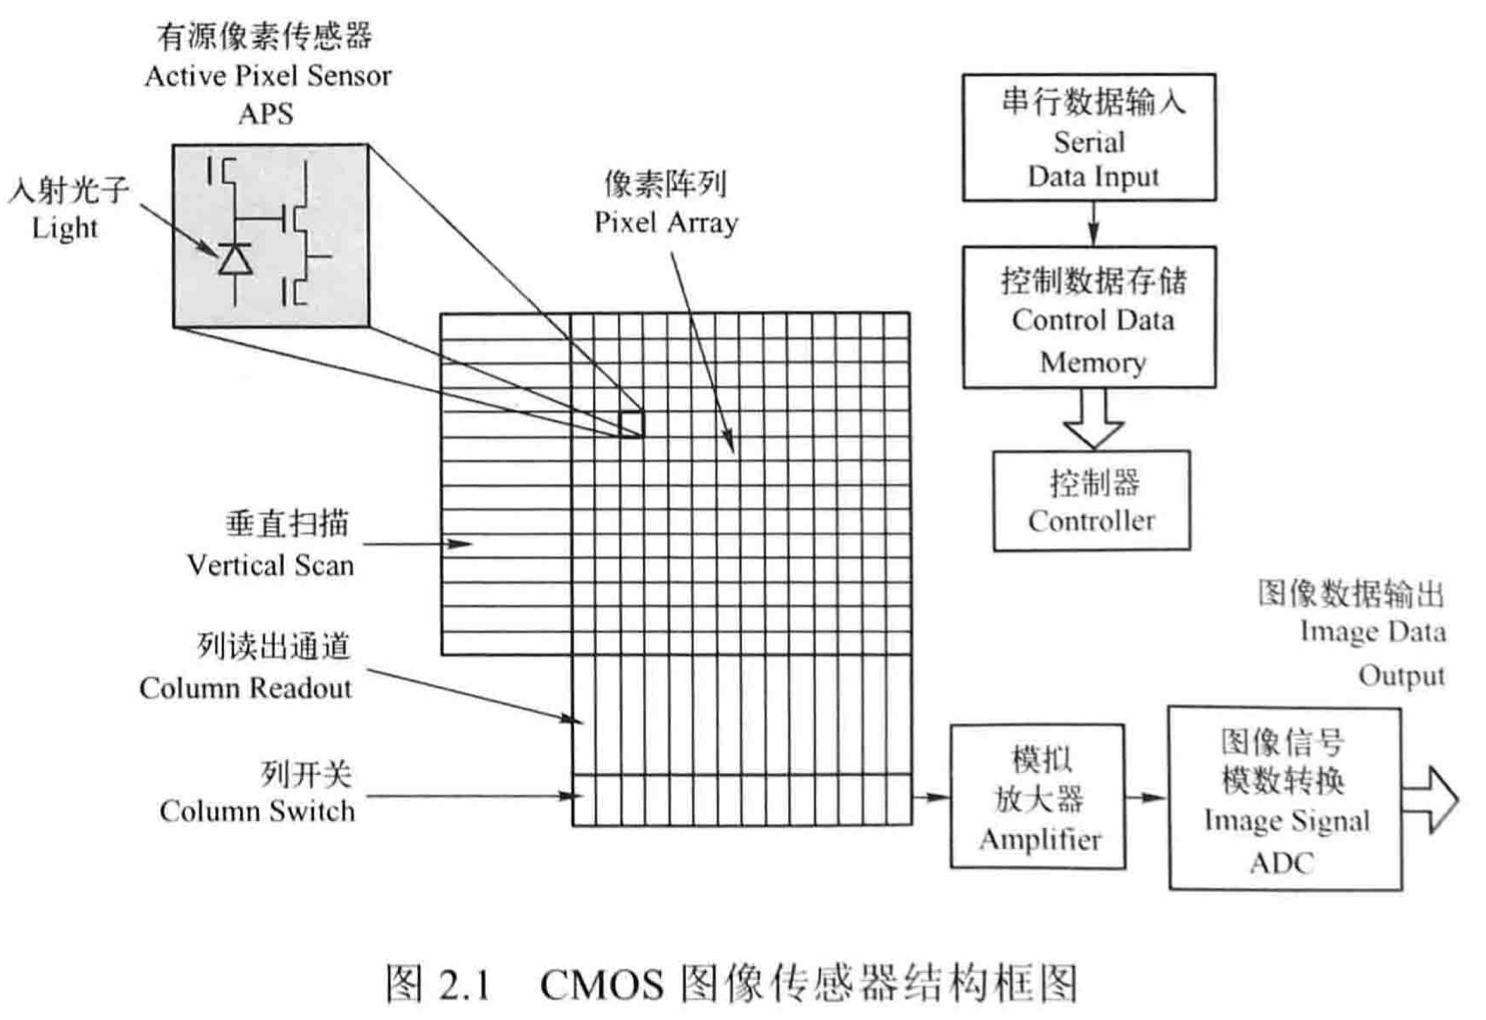 有源像素传感器
Active Pixel Sensor
APS
入射光子
Light
像素阵列
Pixel Array
串行数据输入
Serial
Data Input
控制数据存储
Control Data
Memory
控制器
Controller
垂直扫描
Vertical Scan
列读出通道
Column Readout
列开关
Column Switch
模拟
放大器
Amplifier
图像信号
模数转换
Image Signal
ADC
图像数据输出
Image Data
Output
图 2.1 CMOS 图像传感器结构框图